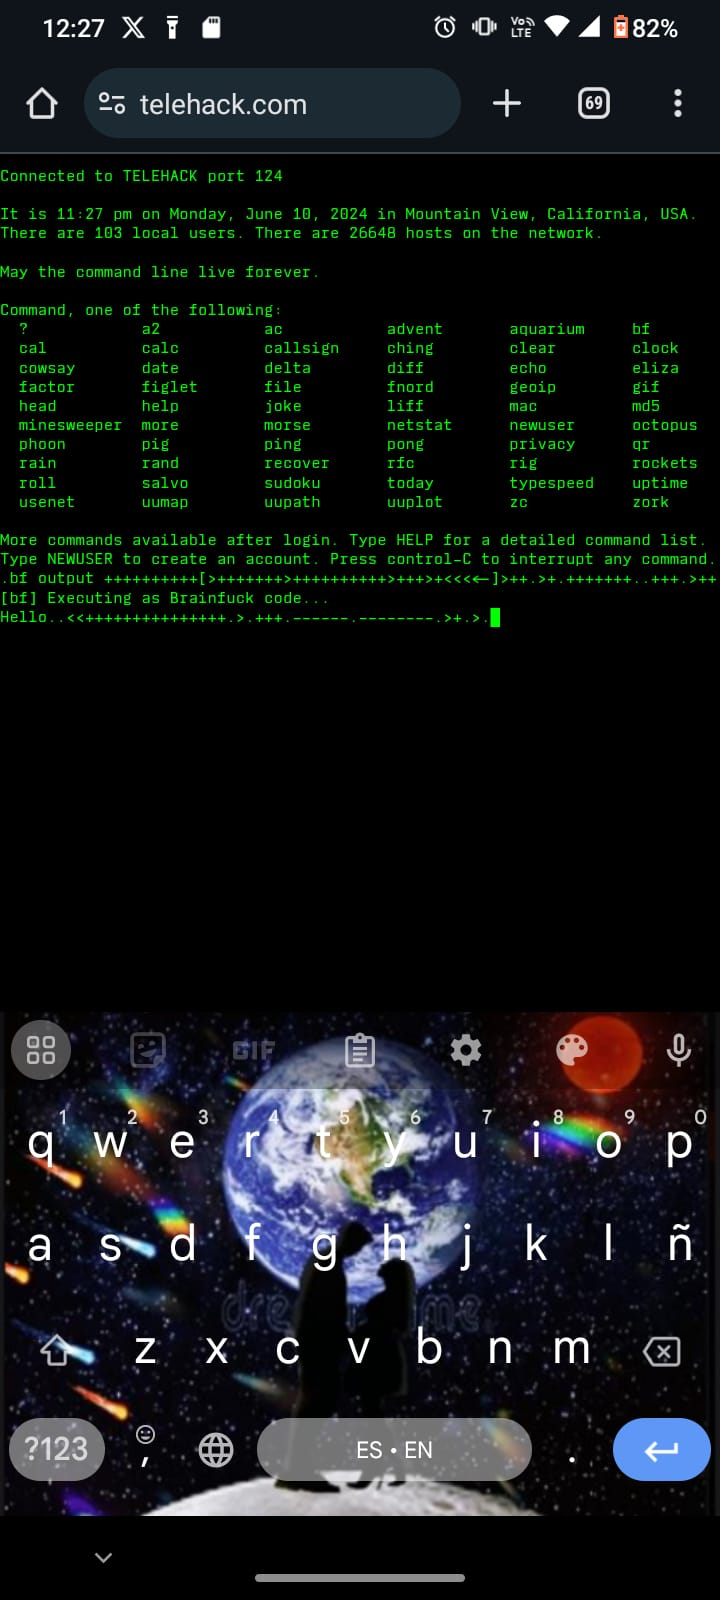 12:27 82%
telehack.com 69
Connected to TELEHACK port 124
It is 11:27 pm on Monday, June 10, 2024 in Mountain View, California, USA.
There are 103 local users. There are 26648 hosts on the network.
May the command line live forever.
Command, one of the following:
? a2 ac advent aquarium bf
cal calc callsign ching clear clock
cowsay date delta diff echo eliza
factor figlet file fnord geoip gif
head help joke liff mac md5
minesweeper more morse netstat newuser octopus
phoon pig ping pong privacy qr
rain rand recover rfc rig rockets
roll salvo sudoku today typespeed uptime
usenet uumap uupath uuplot zc zork
More commands available after login. Type HELP for a detailed command list.
Type NEWUSER to create an account. Press control-C to interrupt any command.
.bf output ++++++++++[>+++++++>++++++++++>+++>+<<<<-]>++.>+.+++++++..+++.>++
[bf] Executing as Brainfuck code...
Hello..<<+++++++++++++++.>.+++.------.--------.>+.>.
GIF
1 2 3 4 5 6 7 8 9 0
q w e r t y u i o p
a s d f g h j k l ñ
z x c v b n m
?123 , ES • EN .